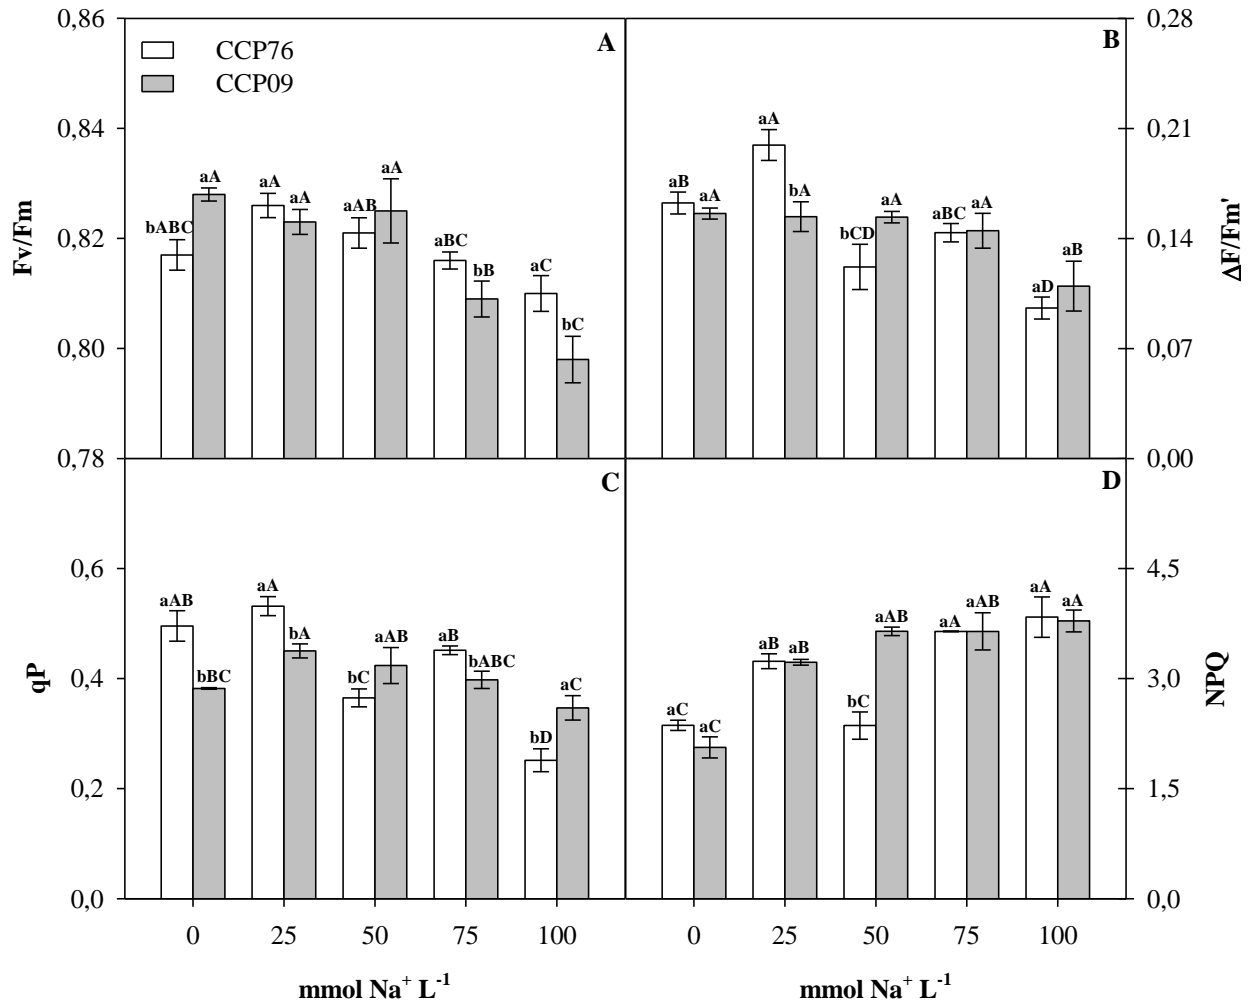 0,86
A
B
0,28
CCP76
CCP09
0,84
0,21
aA
bABC
aA
aA
aA
aAB
aA
aBC
bB
aC
bC
aB
aA
bA
bCD
aA
aBC
aA
aD
aB
Fv/Fm
0,82
0,14
ΔF/Fm'
0,80
0,07
0,78
0,00
C
D
0,6
4,5
aAB
bBC
aA
bA
bC
aAB
aB
bABC
bD
aC
aC
aC
aB
aB
bC
aAB
aA
aAB
aA
aA
qP
0,4
3,0
NPQ
0,2
1,5
0,0
0,0
0 25 50 75 100 0 25 50 75 100
mmol Na⁺ L⁻¹ mmol Na⁺ L⁻¹